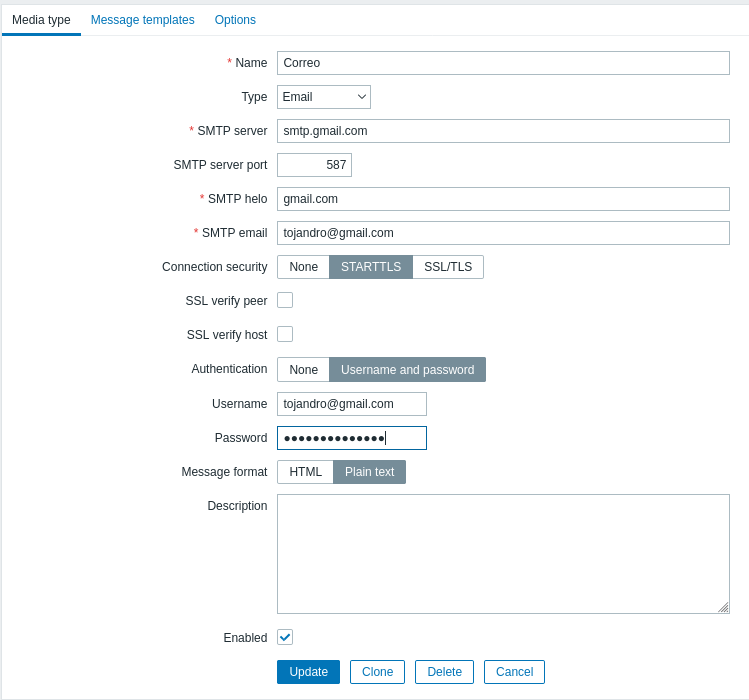 Media type Message templates Options
* Name Correo
Type Email
* SMTP server smtp.gmail.com
SMTP server port 587
* SMTP helo gmail.com
* SMTP email tojandro@gmail.com
Connection security None STARTTLS SSL/TLS
SSL verify peer
SSL verify host
Authentication None Username and password
Username tojandro@gmail.com
Password ●●●●●●●●●●●●●●
Message format HTML Plain text
Description
Enabled
Update Clone Delete Cancel